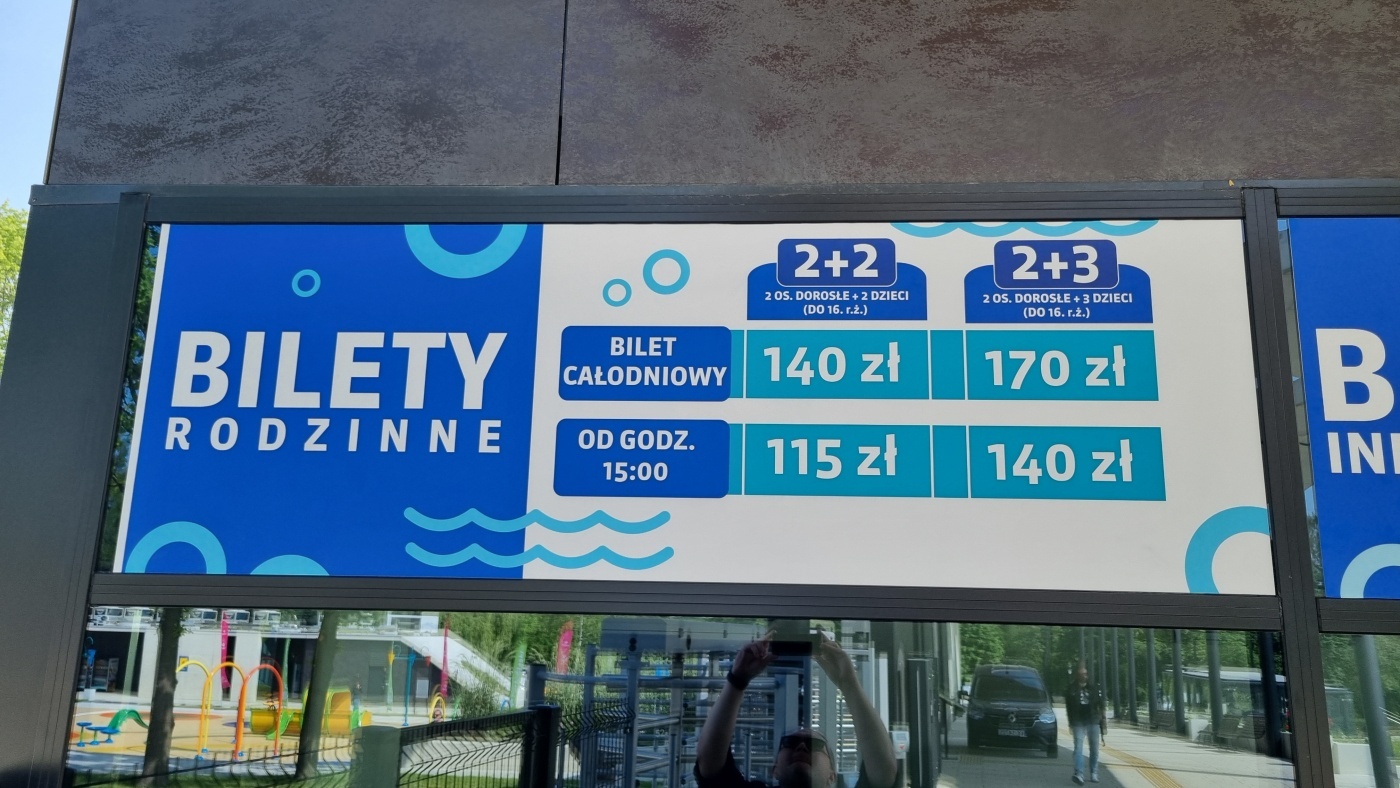 BILETY
RODZINNE
2+2
2 OS. DOROSŁE + 2 DZIECI
(DO 16. r.ż.)
2+3
2 OS. DOROSŁE + 3 DZIECI
(DO 16. r.ż.)
BILET
CAŁODNIOWY
140 zł
170 zł
OD GODZ.
15:00
115 zł
140 zł